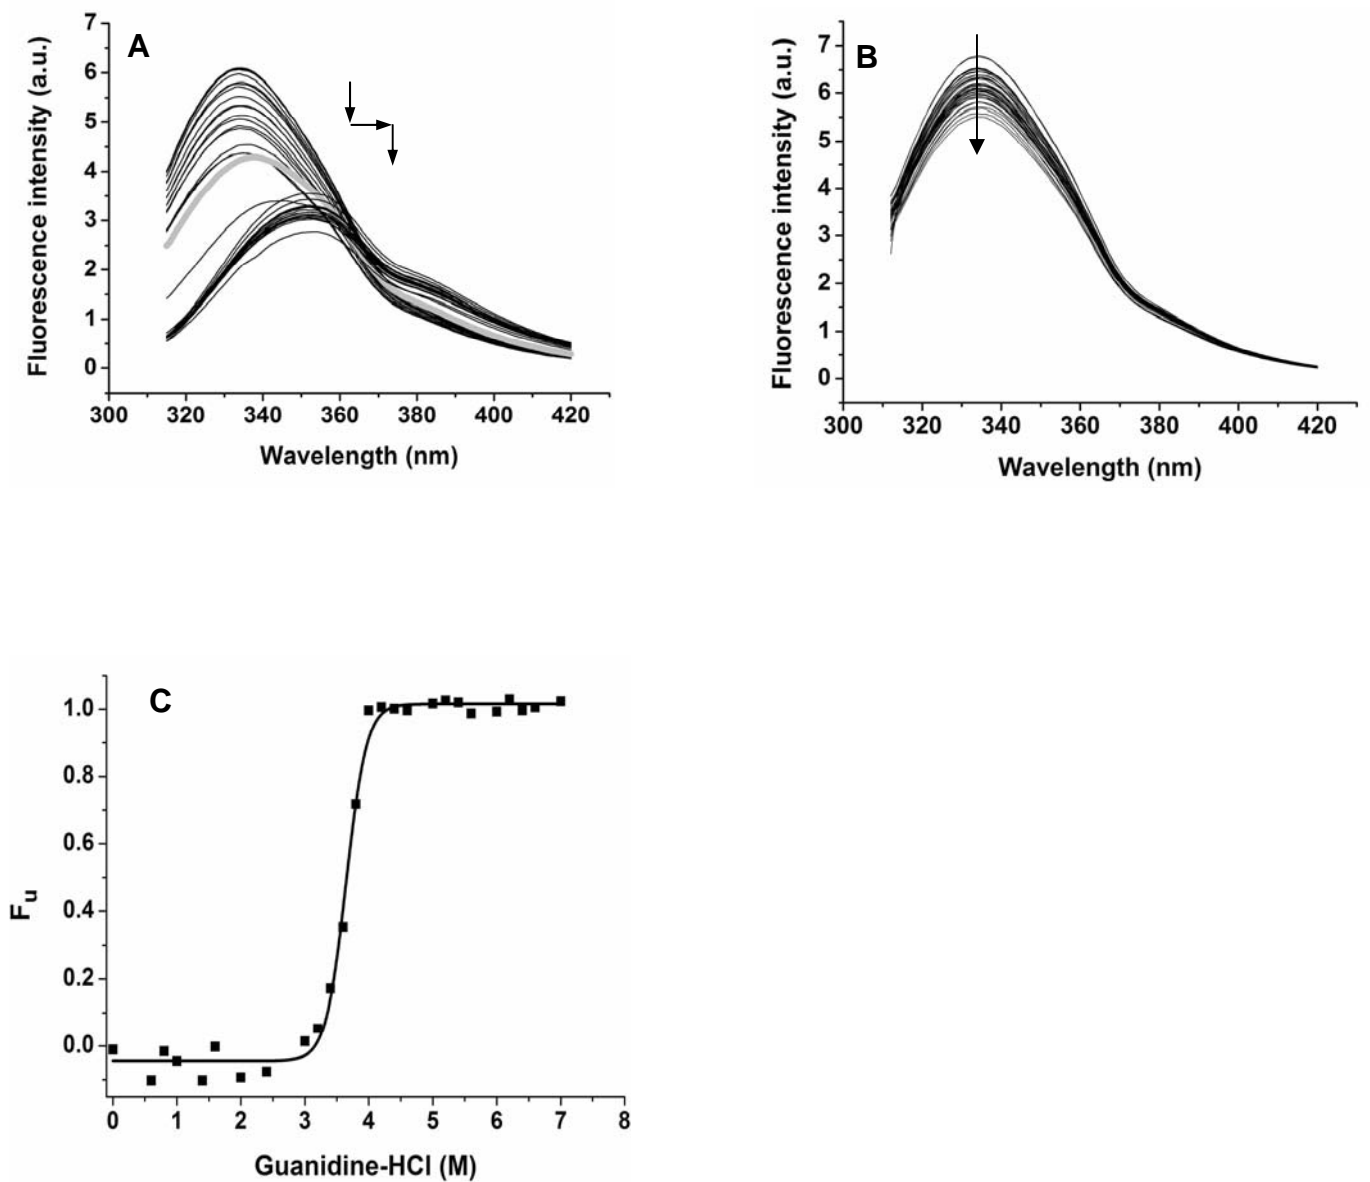 A
Fluorescence intensity (a.u.)
7
6
5
4
3
2
1
0
300 320 340 360 380 400 420
Wavelength (nm)
B
Fluorescence intensity (a.u.)
7
6
5
4
3
2
1
0
300 320 340 360 380 400 420
Wavelength (nm)
C
Fu
1.0
0.8
0.6
0.4
0.2
0.0
0 1 2 3 4 5 6 7 8
Guanidine-HCl (M)